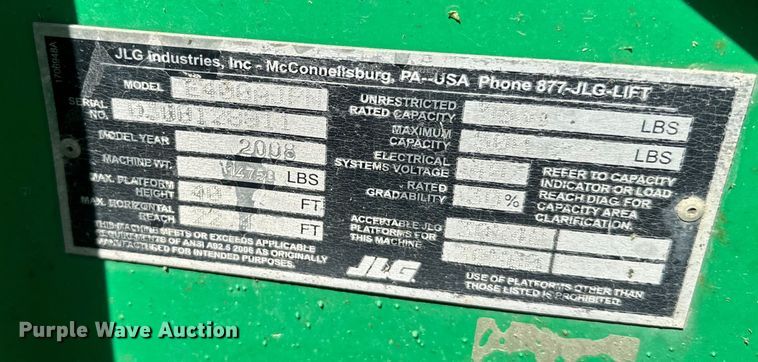 1706948A
JLG Industries, Inc - McConnellsburg, PA--USA Phone 877-JLG-LIFT
MODEL
SERIAL NO.
MODEL YEAR 2008
MACHINE WT. LBS
MAX. PLATFORM HEIGHT FT
MAX. HORIZONTAL REACH FT
THIS MACHINE MEETS OR EXCEEDS APPLICABLE
REQUIREMENTS OF ANSI A92.5 2006 AS ORIGINALLY
MANUFACTURED FOR INTENDED PURPOSES.
UNRESTRICTED RATED CAPACITY LBS
MAXIMUM CAPACITY LBS
ELECTRICAL SYSTEMS VOLTAGE
RATED GRADABILITY %
REFER TO CAPACITY
INDICATOR OR LOAD
REACH DIAG. FOR
CAPACITY AREA
CLARIFICATION.
ACCEPTABLE JLG
PLATFORMS FOR
THIS MACHINE
JLG
USE OF PLATFORMS OTHER THAN
THOSE LISTED IS PROHIBITED
Purple Wave Auction